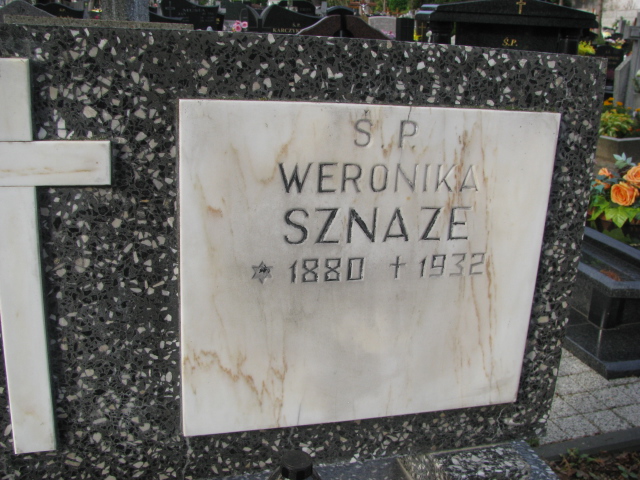 Ś.P.
WERONIKA
SZNAZE
* 1880 + 1932
Ś.P.